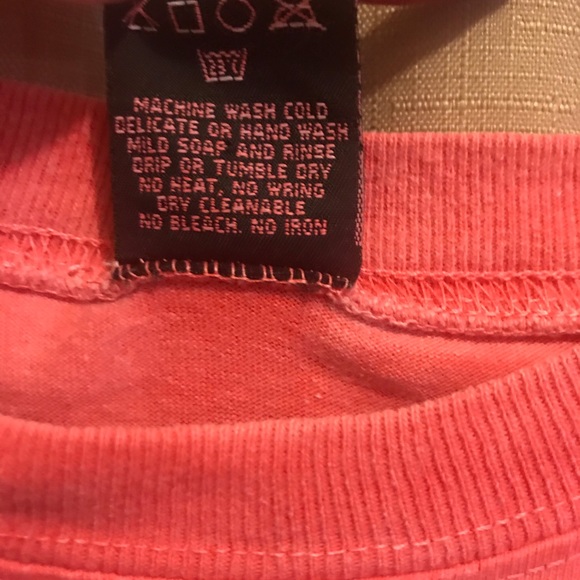 MACHINE WASH COLD
DELICATE OR HAND WASH
MILD SOAP AND RINSE
DRIP OR TUMBLE DRY
NO HEAT, NO WRING
DRY CLEANABLE
NO BLEACH, NO IRON